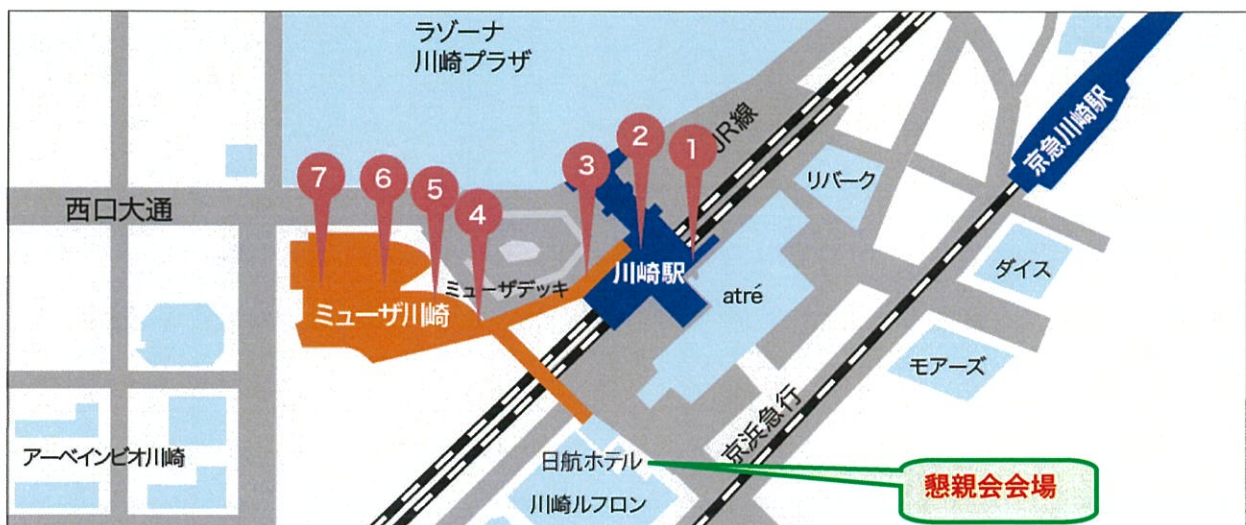 ラゾーナ
川崎プラザ
JR線
京急川崎駅
リバーク
7
6
5
4
3
2
1
西口大通
川崎駅
ダイス
ミューザデッキ
ミューザ川崎
atré
モアーズ
京浜急行
アーベインビオ川崎
日航ホテル
懇親会会場
川崎ルフロン